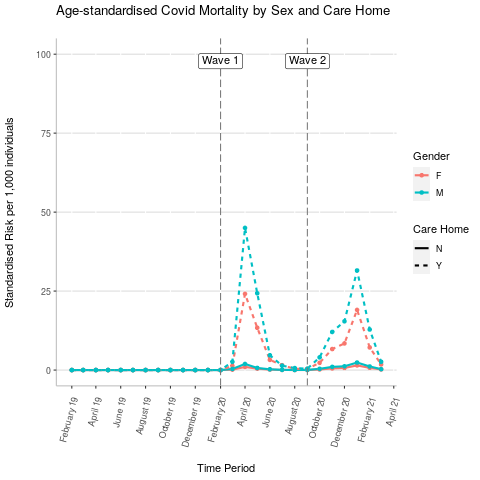 Age-standardised Covid Mortality by Sex and Care Home
Standardised Risk per 1,000 individuals
100
75
50
25
0
Wave 1
Wave 2
February 19
April 19
June 19
August 19
October 19
December 19
February 20
April 20
June 20
August 20
October 20
December 20
February 21
April 21
Time Period
Gender
F
M
Care Home
N
Y